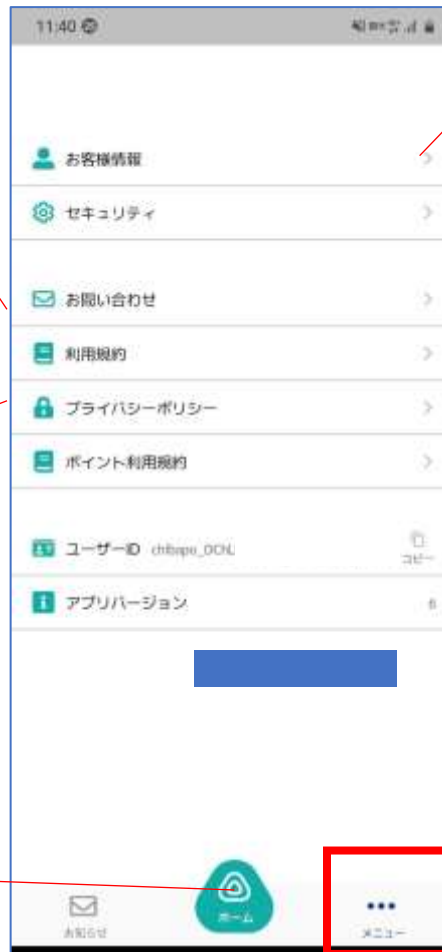 11:40
お客様情報
セキュリティ
お問い合わせ
利用規約
プライバシーポリシー
ポイント利用規約
ユーザーID
コピー
アプリバージョン 6
お知らせ
ホーム
メニュー